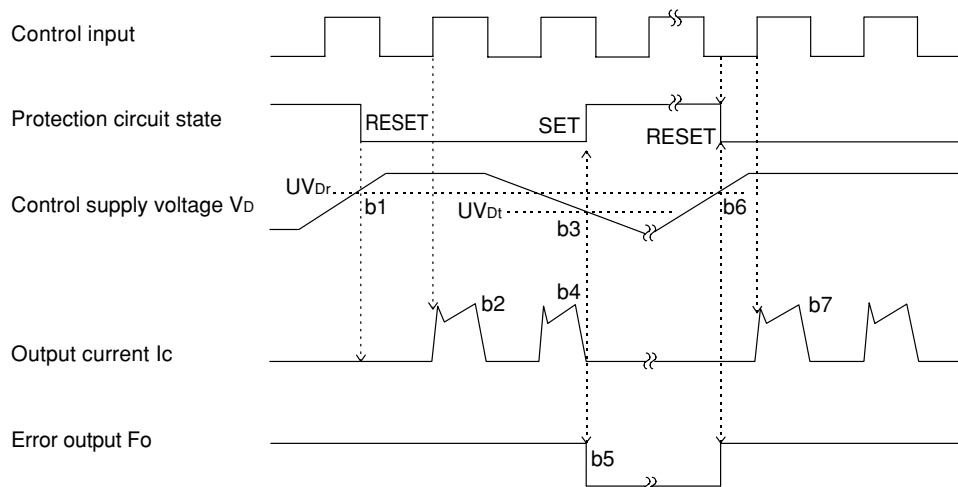 Control input
Protection circuit state
RESET
SET
RESET
UVDr
Control supply voltage VD
b1
UVDt
b3
b6
b2
b4
b7
Output current Ic
Error output Fo
b5